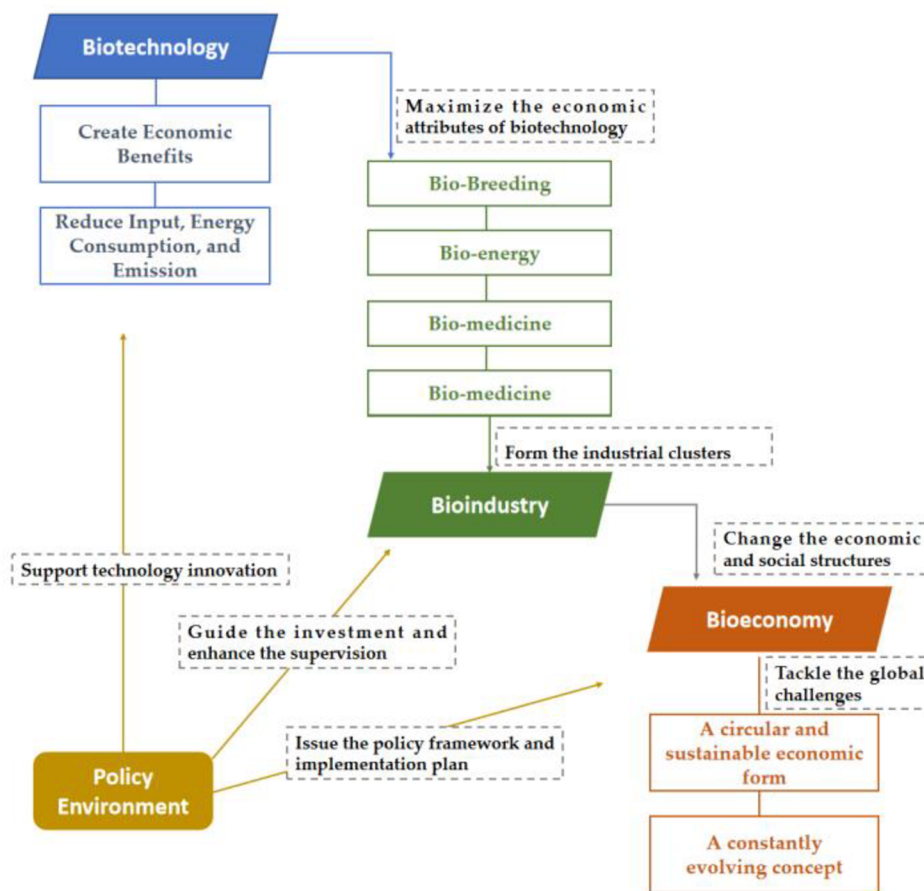 Biotechnology
Create Economic
Benefits
Reduce Input, Energy
Consumption, and
Emission
Maximize the economic
attributes of biotechnology
Bio-Breeding
Bio-energy
Bio-medicine
Bio-medicine
Form the industrial clusters
Bioindustry
Change the economic
and social structures
Support technology innovation
Guide the investment and
enhance the supervision
Bioeconomy
Tackle the global
challenges
Issue the policy framework and
implementation plan
A circular and
sustainable economic
form
Policy
Environment
A constantly
evolving concept